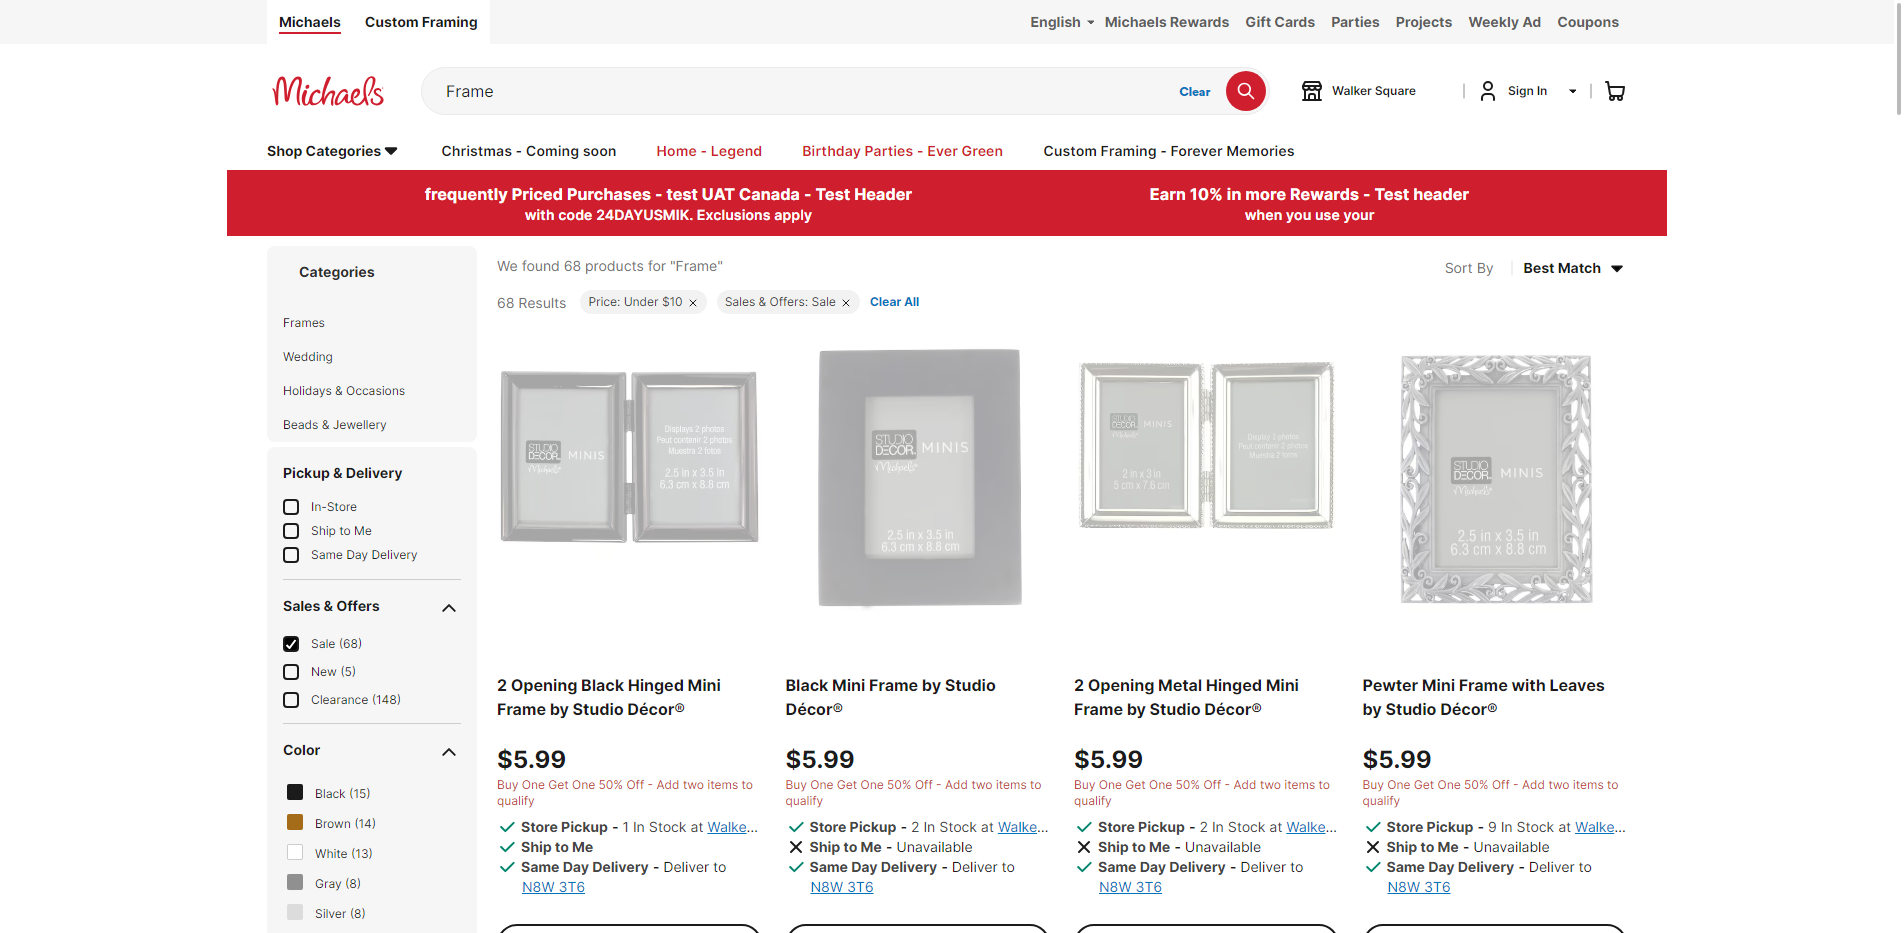 Michaels Custom Framing English Michaels Rewards Gift Cards Parties Projects Weekly Ad Coupons
Michaels Frame Clear Walker Square Sign In
Shop Categories Christmas - Coming soon Home - Legend Birthday Parties - Ever Green Custom Framing - Forever Memories
frequently Priced Purchases - test UAT Canada - Test Header
with code 24DAYUSMIK. Exclusions apply
Earn 10% in more Rewards - Test header
when you use your
Categories
Frames
Wedding
Holidays & Occasions
Beads & Jewellery
Pickup & Delivery
In-Store
Ship to Me
Same Day Delivery
Sales & Offers
Sale (68)
New (5)
Clearance (148)
Color
Black (15)
Brown (14)
White (13)
Gray (8)
Silver (8)
We found 68 products for "Frame"
Sort By Best Match
68 Results Price: Under $10 Sales & Offers: Sale Clear All
STUDIO
DECOR MINIS
Michaels
Displays 2 photos
Peut contenir 2 photos
Muestra 2 fotos
2.5 in x 3.5 in
6.3 cm x 8.8 cm
2 Opening Black Hinged Mini
Frame by Studio Décor®
$5.99
Buy One Get One 50% Off - Add two items to
qualify
Store Pickup - 1 In Stock at Walke...
Ship to Me
Same Day Delivery - Deliver to
N8W 3T6
STUDIO
DECOR MINIS
Michaels
2.5 in x 3.5 in
6.3 cm x 8.8 cm
Black Mini Frame by Studio
Décor®
$5.99
Buy One Get One 50% Off - Add two items to
qualify
Store Pickup - 2 In Stock at Walke...
Ship to Me - Unavailable
Same Day Delivery - Deliver to
N8W 3T6
STUDIO
DECOR MINIS
Michaels
2 in x 3 in
5 cm x 7.6 cm
Display 2 photos
Peut contenir 2 photos
Muestra 2 fotos
2 Opening Metal Hinged Mini
Frame by Studio Décor®
$5.99
Buy One Get One 50% Off - Add two items to
qualify
Store Pickup - 2 In Stock at Walke...
Ship to Me - Unavailable
Same Day Delivery - Deliver to
N8W 3T6
STUDIO
DECOR MINIS
Michaels
2.5 in x 3.5 in
6.3 cm x 8.8 cm
Pewter Mini Frame with Leaves
by Studio Décor®
$5.99
Buy One Get One 50% Off - Add two items to
qualify
Store Pickup - 9 In Stock at Walke...
Ship to Me - Unavailable
Same Day Delivery - Deliver to
N8W 3T6